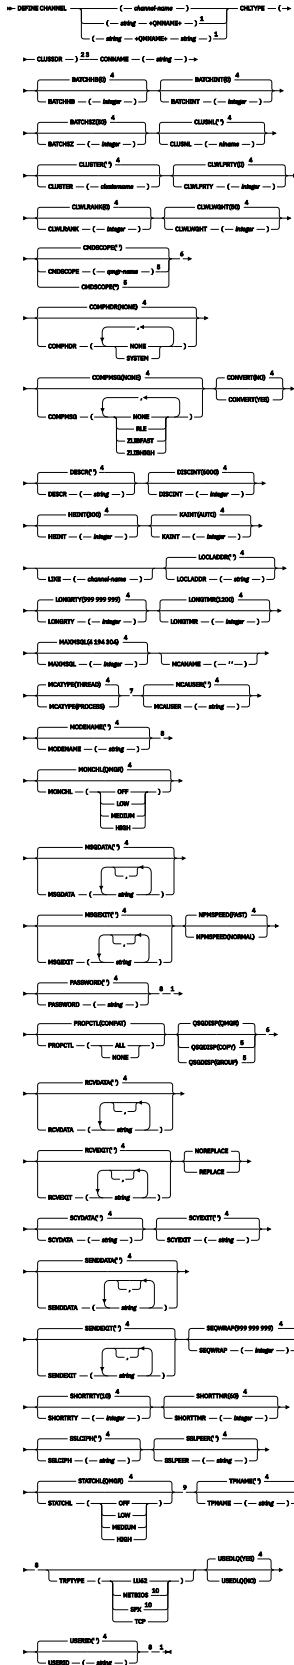 DEFINE CHANNEL ( channel-name ) CHLTYPE (
( string +QMNAME+ ) 1
( string +QMNAME+ string ) 1
CLUSSDR ) 2 3 CONNAME ( string )
BATCHHB(0) 4 BATCHINT(0) 4
BATCHHB ( integer ) BATCHINT ( integer )
BATCHSZ(50) 4 CLUSNL(' ') 4
BATCHSZ ( integer ) CLUSNL ( nlname )
CLUSTER(' ') 4 CLWLPRTY(0) 4
CLUSTER ( clustername ) CLWLPRTY ( integer )
CLWLRANK(0) 4 CLWLWGHT(50) 4
CLWLRANK ( integer ) CLWLWGHT ( integer )
CMDSCOPE(' ') 6
CMDSCOPE ( qmgr-name ) 5
CMDSCOPE(*) 5
COMPHDR(NONE) 4
,
COMPHDR ( NONE )
SYSTEM
COMPMSG(NONE) 4 CONVERT(NO) 4
, CONVERT(YES)
COMPMSG ( NONE )
RLE
ZLIBFAST
ZLIBHIGH
DESCR(' ') 4 DISCINT(6000) 4
DESCR ( string ) DISCINT ( integer )
HBINT(300) 4 KAINT(AUTO) 4
HBINT ( integer ) KAINT ( integer )
LOCLADDR(' ') 4
LIKE ( channel-name ) LOCLADDR ( string )
LONGRTY(999 999 999) 4 LONGTMR(1200) 4
LONGRTY ( integer ) LONGTMR ( integer )
MAXMSGL(4 194 304) 4
MAXMSGL ( integer ) MCANAME ( ' ' )
MCATYPE(THREAD) 4 7 MCAUSER(' ') 4
MCATYPE(PROCESS) MCAUSER ( string )
MODENAME(' ') 4 8
MODENAME ( string )
MONCHL(QMGR) 4
MONCHL ( OFF )
LOW
MEDIUM
HIGH
MSGDATA(' ') 4
,
MSGDATA ( string )
MSGEXIT(' ') 4 NPMSPEED(FAST) 4
, NPMSPEED(NORMAL)
MSGEXIT ( string )
PASSWORD(' ') 4 8 1
PASSWORD ( string )
PROPCTL(COMPAT) QSGDISP(QMGR) 6
PROPCTL ( ALL ) QSGDISP(COPY) 5
NONE QSGDISP(GROUP) 5
RCVDATA(' ') 4
,
RCVDATA ( string )
RCVEXIT(' ') 4 NOREPLACE
, REPLACE
RCVEXIT ( string )
SCYDATA(' ') 4 SCYEXIT(' ') 4
SCYDATA ( string ) SCYEXIT ( string )
SENDDATA(' ') 4
,
SENDDATA ( string )
SENDEXIT(' ') 4 SEQWRAP(999 999 999) 4
, SEQWRAP ( integer )
SENDEXIT ( string )
SHORTRTY(10) 4 SHORTTMR(60) 4
SHORTRTY ( integer ) SHORTTMR ( integer )
SSLCIPH(' ') 4 SSLPEER(' ') 4
SSLCIPH ( string ) SSLPEER ( string )
STATCHL(QMGR) 4 9 TPNAME(' ') 4
STATCHL ( OFF ) TPNAME ( string )
LOW
MEDIUM
HIGH
8 USEDLQ(YES) 4
TRPTYPE ( LU62 ) USEDLQ(NO)
NETBIOS 10
SPX 10
TCP
USERID(' ') 4 8 1
USERID ( string )